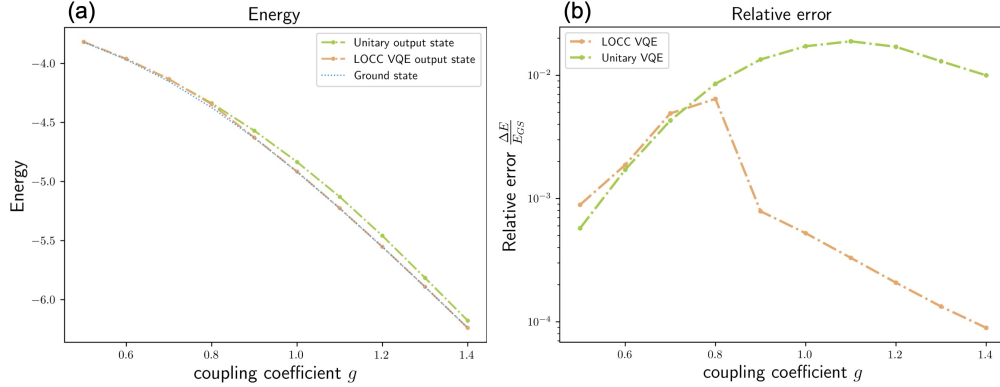 (a)
Energy
Unitary output state
LOCC VQE output state
Ground state
Energy
−4.0
−4.5
−5.0
−5.5
−6.0
0.6 0.8 1.0 1.2 1.4
coupling coefficient g
(b)
Relative error
LOCC VQE
Unitary VQE
Relative error ΔE/E_GS
10⁻²
10⁻³
10⁻⁴
0.6 0.8 1.0 1.2 1.4
coupling coefficient g